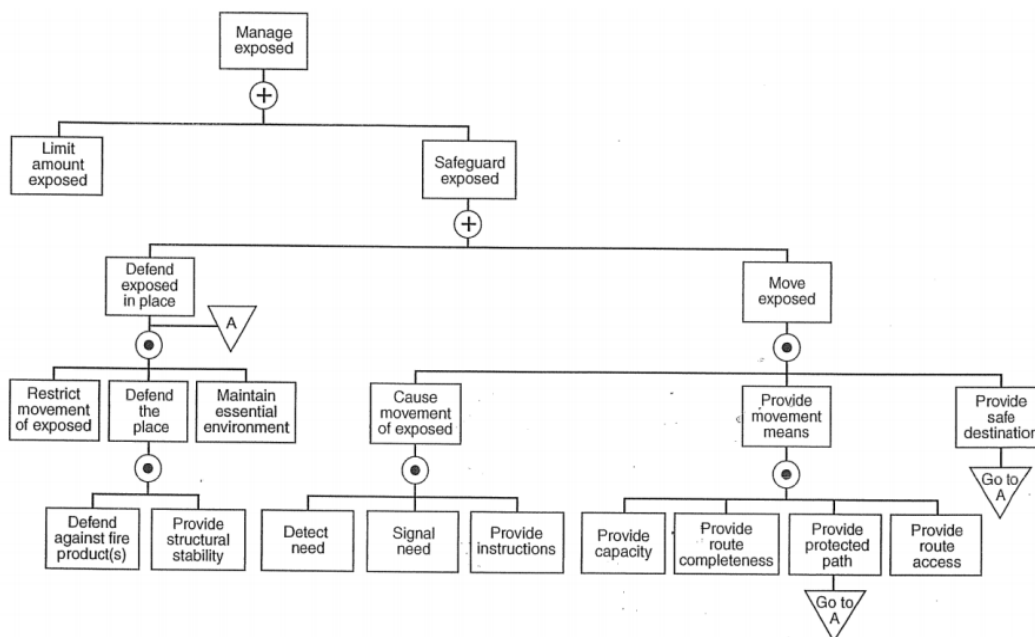 Manage
exposed
+
Limit
amount
exposed
Safeguard
exposed
+
Defend
exposed
in place
A
Move
exposed
Restrict
movement
of exposed
Defend
the
place
Maintain
essential
environment
Cause
movement
of exposed
Provide
movement
means
Provide
safe
destination
Go to
A
Defend
against fire
product(s)
Provide
structural
stability
Detect
need
Signal
need
Provide
instructions
Provide
capacity
Provide
route
completeness
Provide
protected
path
Provide
route
access
Go to
A